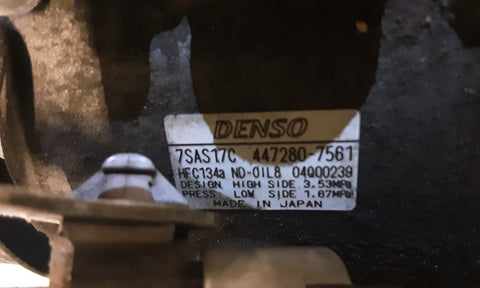 DENSO
7SAS17C 447280-7561
HFC134a ND-OIL8 04Q00239
DESIGN HIGH SIDE 3.53MPa
PRESS: LOW SIDE 1.67MPa
MADE IN JAPAN